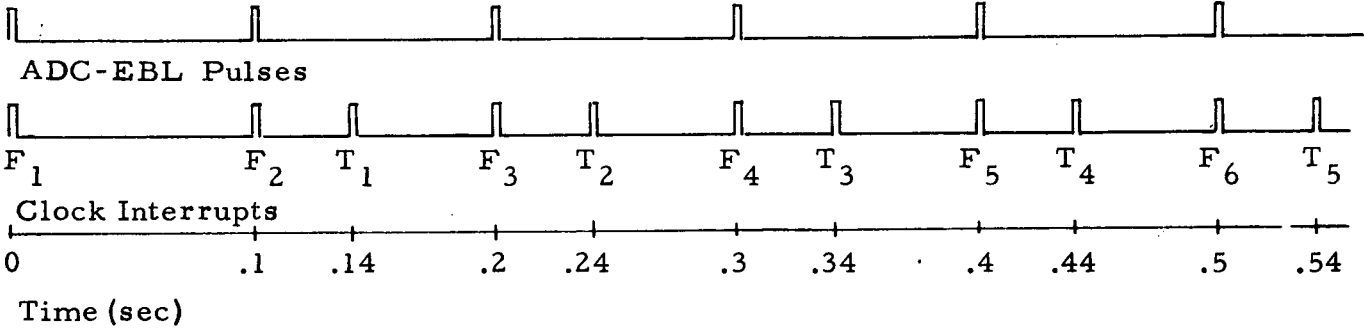 ADC-EBL Pulses
F1 F2 T1 F3 T2 F4 T3 F5 T4 F6 T5
Clock Interrupts
0 .1 .14 .2 .24 .3 .34 .4 .44 .5 .54
Time (sec)